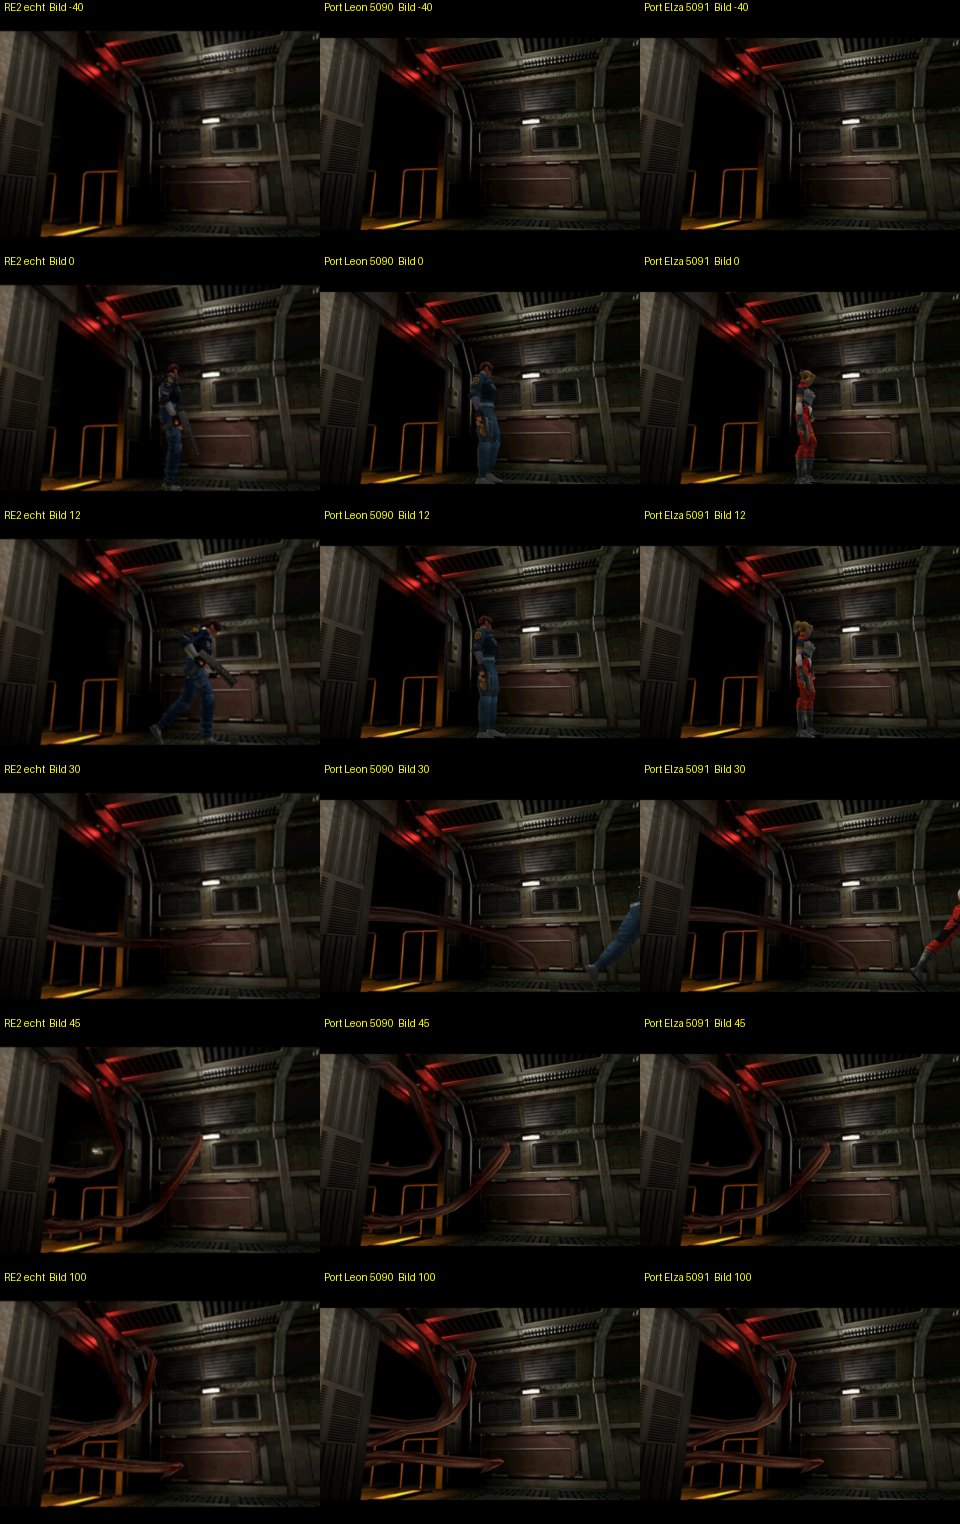 RE2 echt Bild -40 Port Leon 5090 Bild -40 Port Elza 5091 Bild -40
RE2 echt Bild 0 Port Leon 5090 Bild 0 Port Elza 5091 Bild 0
RE2 echt Bild 12 Port Leon 5090 Bild 12 Port Elza 5091 Bild 12
RE2 echt Bild 30 Port Leon 5090 Bild 30 Port Elza 5091 Bild 30
RE2 echt Bild 45 Port Leon 5090 Bild 45 Port Elza 5091 Bild 45
RE2 echt Bild 100 Port Leon 5090 Bild 100 Port Elza 5091 Bild 100